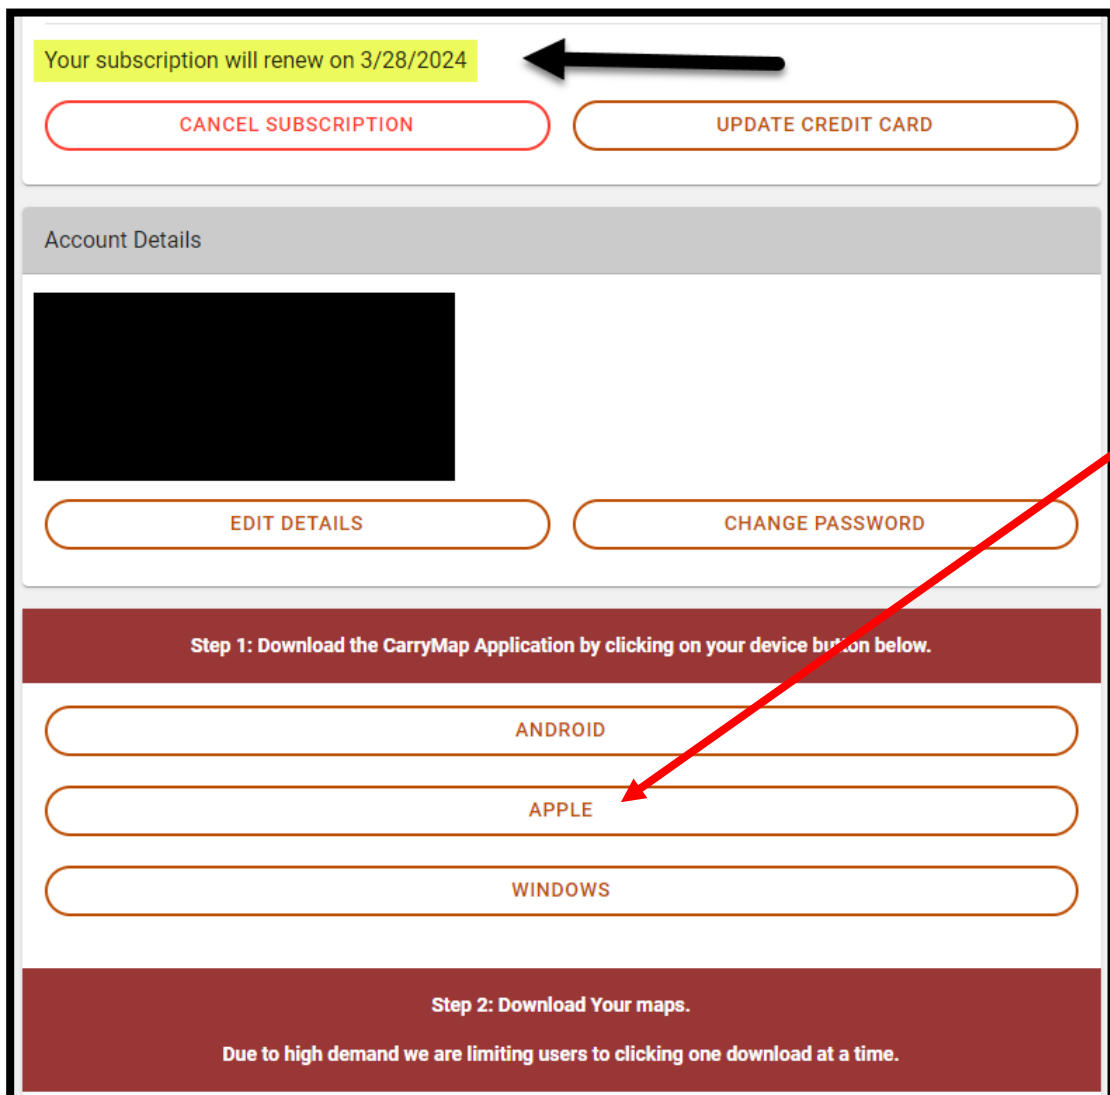 Your subscription will renew on 3/28/2024
CANCEL SUBSCRIPTION
UPDATE CREDIT CARD
Account Details
EDIT DETAILS
CHANGE PASSWORD
Step 1: Download the CarryMap Application by clicking on your device button below.
ANDROID
APPLE
WINDOWS
Step 2: Download Your maps.
Due to high demand we are limiting users to clicking one download at a time.